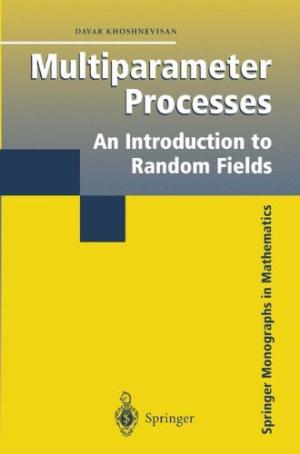 DAVAR KHOSHNEVISAN
Multiparameter
Processes
An Introduction to
Random Fields
Springer Monographs in Mathematics
Springer